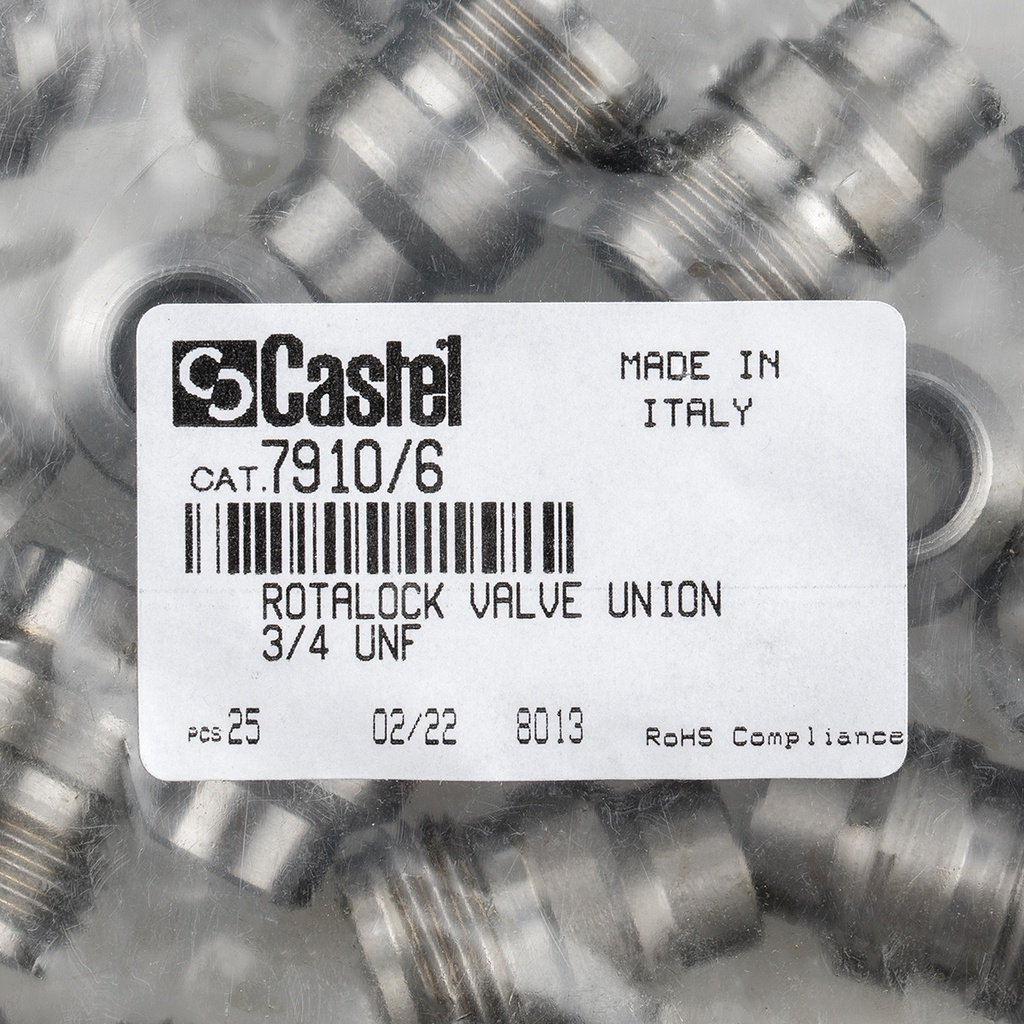 Castel
MADE IN
ITALY
CAT.7910/6
ROTALOCK VALVE UNION
3/4 UNF
pcs 25 02/22 8013 RoHS Compliance